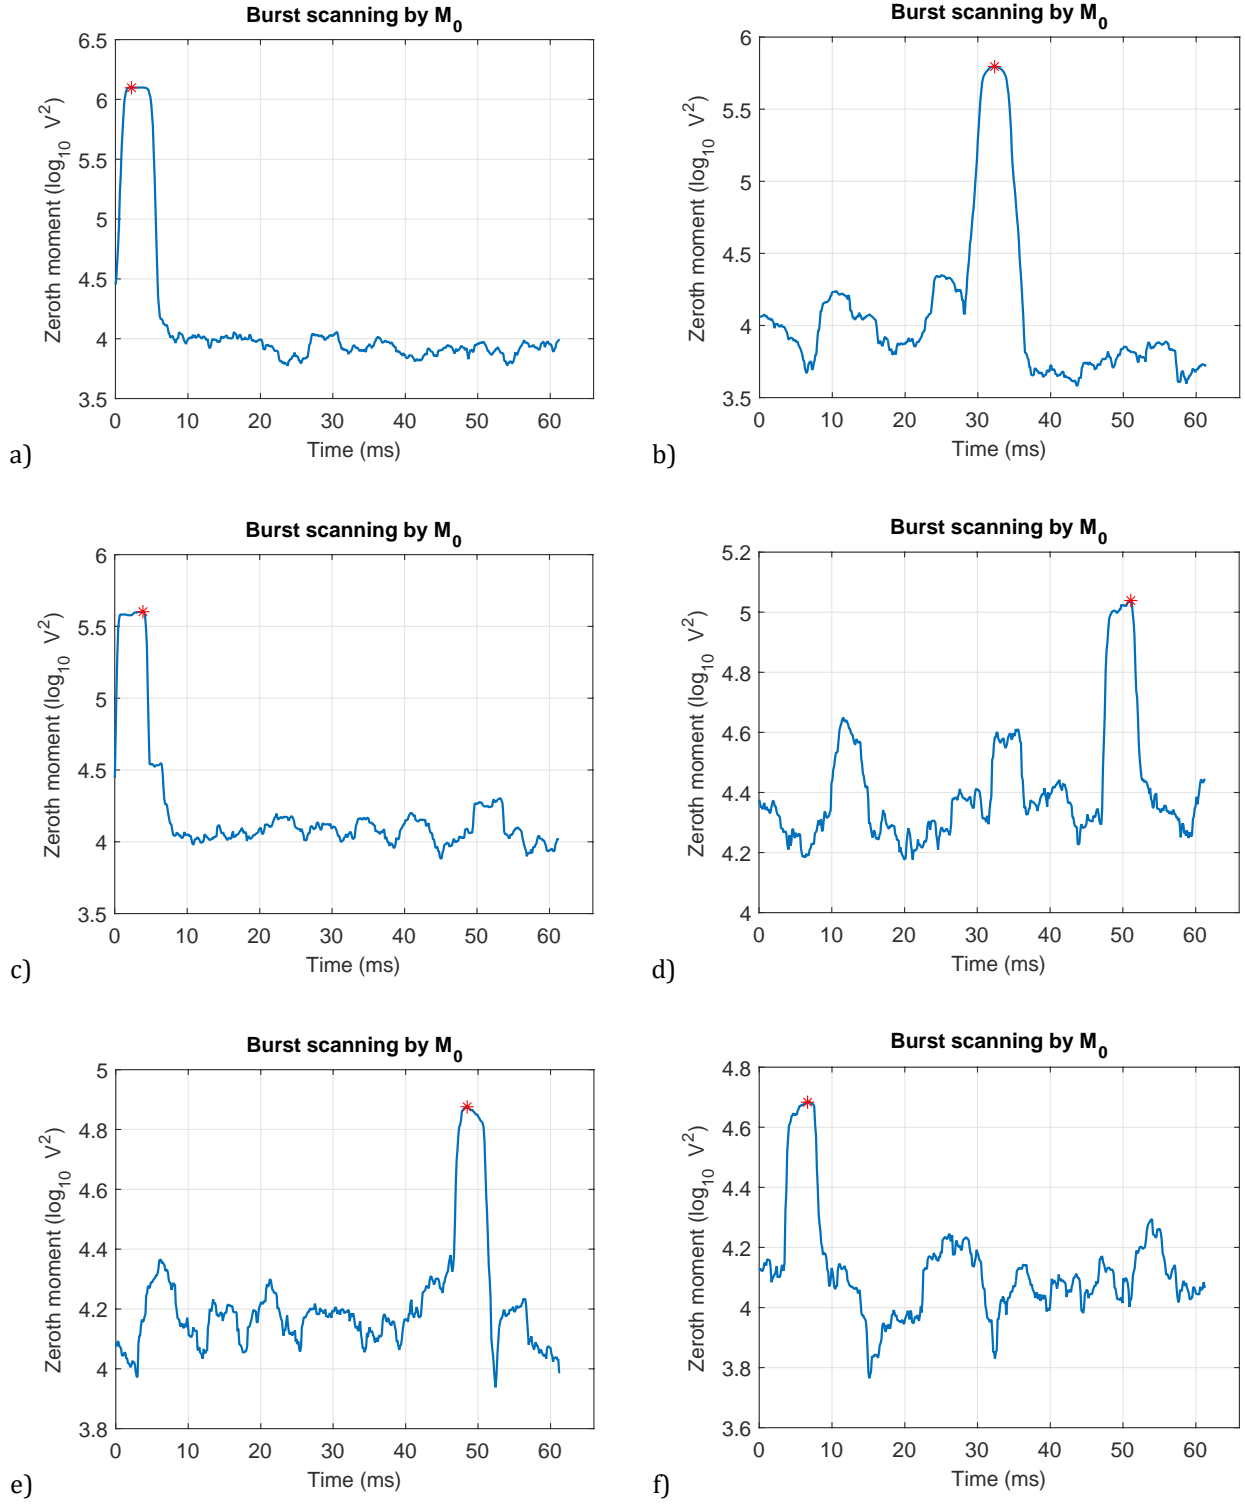 Burst scanning by M0
Zeroth moment (log10 V2)
6.5
6
5.5
5
4.5
4
3.5
0 10 20 30 40 50 60
Time (ms)
a)
Burst scanning by M0
Zeroth moment (log10 V2)
6
5.5
5
4.5
4
3.5
0 10 20 30 40 50 60
Time (ms)
b)
Burst scanning by M0
Zeroth moment (log10 V2)
6
5.5
5
4.5
4
3.5
0 10 20 30 40 50 60
Time (ms)
c)
Burst scanning by M0
Zeroth moment (log10 V2)
5.2
5
4.8
4.6
4.4
4.2
4
0 10 20 30 40 50 60
Time (ms)
d)
Burst scanning by M0
Zeroth moment (log10 V2)
5
4.8
4.6
4.4
4.2
4
3.8
0 10 20 30 40 50 60
Time (ms)
e)
Burst scanning by M0
Zeroth moment (log10 V2)
4.8
4.6
4.4
4.2
4
3.8
3.6
0 10 20 30 40 50 60
Time (ms)
f)